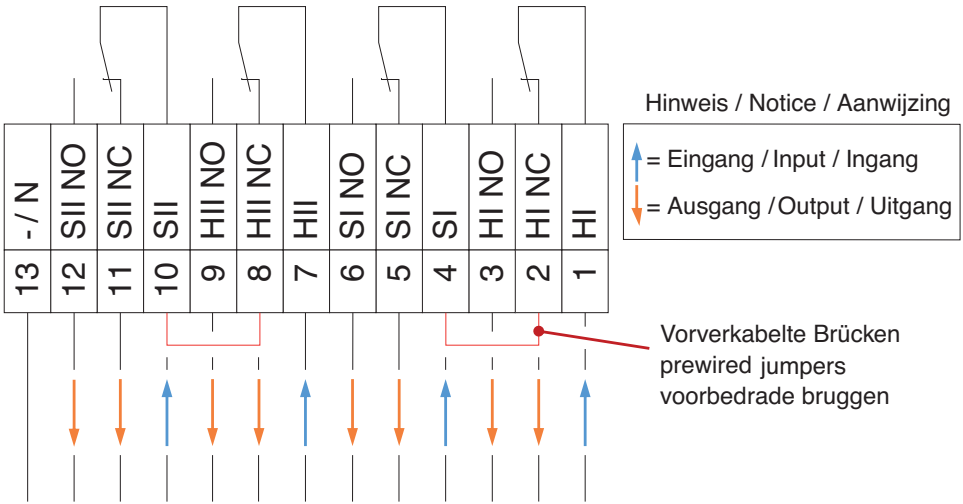 Hinweis / Notice / Aanwijzing
= Eingang / Input / Ingang
= Ausgang / Output / Uitgang
- / N
SII NO
SII NC
SII
HII NO
HII NC
HII
SI NO
SI NC
SI
HI NO
HI NC
HI
13 12 11 10 9 8 7 6 5 4 3 2 1
Vorverkabelte Brücken
prewired jumpers
voorbedrade bruggen